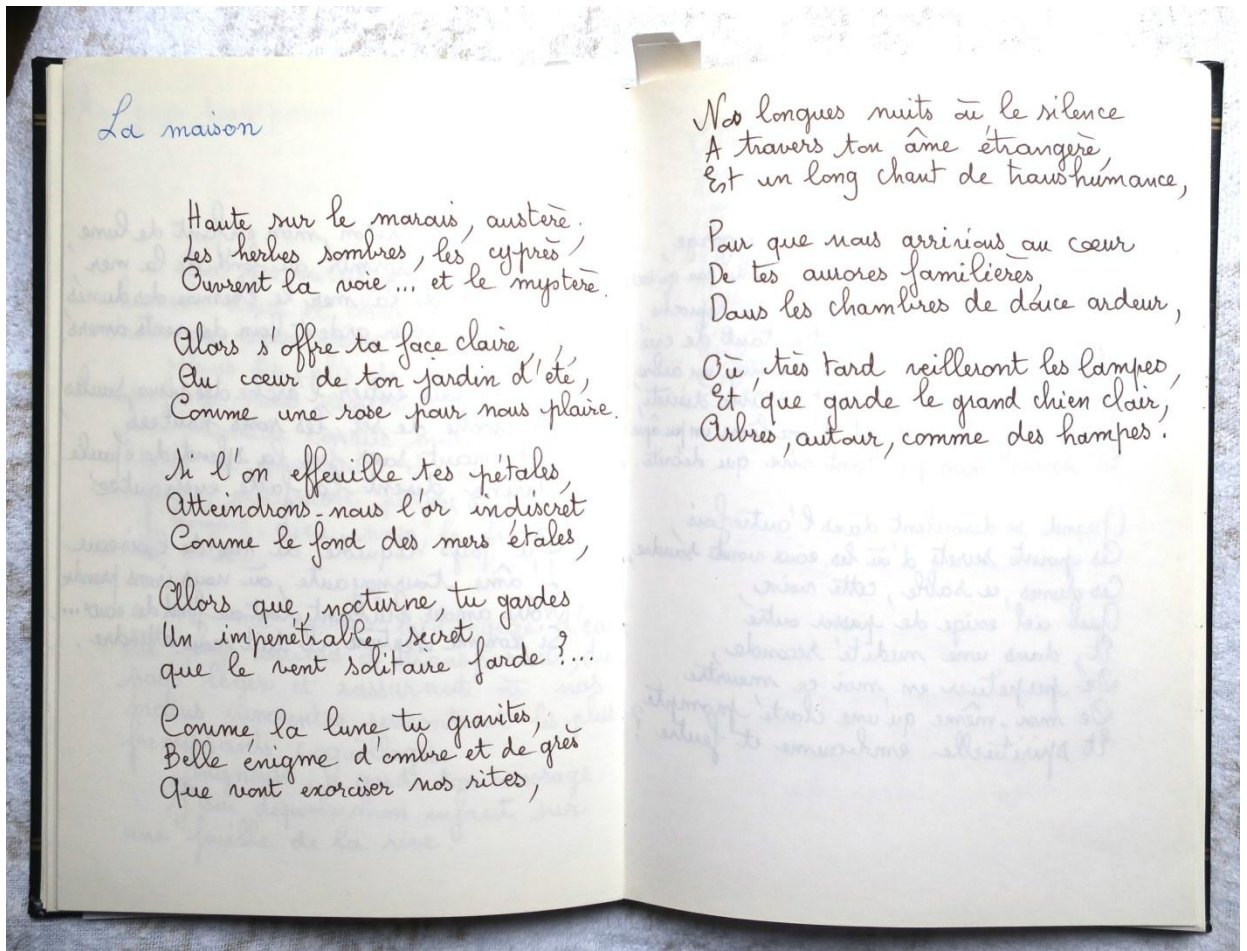 La maison
Haute sur le marais, austère.
Les herbes sombres, les cyprès
Ouvrent la voie... et le mystère.
Alors s'offre ta face claire,
Au cœur de ton jardin d'été,
Comme une rose pour nous plaire.
Si l'on effeuille tes pétales,
Atteindrons-nous l'or indiscret
Comme le fond des mers étales,
Alors que, nocturne, tu gardes
Un impénétrable secret,
que le vent solitaire farde ?...
Comme la lune tu gravites,
Belle énigme d'ombre et de grès
Que vont exorciser nos rites,
Nos longues nuits où le silence
A travers ton âme étrangère,
Est un long chant de transhumance,
Pour que nous arrivions au cœur
De tes aurores familières,
Dans les chambres de douce ardeur,
Où, très tard veilleront les lampes,
Et que garde le grand chien clair,
Arbres, autour, comme des hampes.